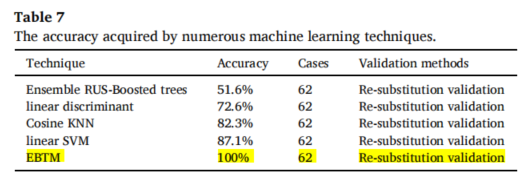 Table 7
The accuracy acquired by numerous machine learning techniques.
Technique Accuracy Cases Validation methods
Ensemble RUS-Boosted trees 51.6% 62 Re-substitution validation
linear discriminant 72.6% 62 Re-substitution validation
Cosine KNN 82.3% 62 Re-substitution validation
linear SVM 87.1% 62 Re-substitution validation
EBTM 100% 62 Re-substitution validation